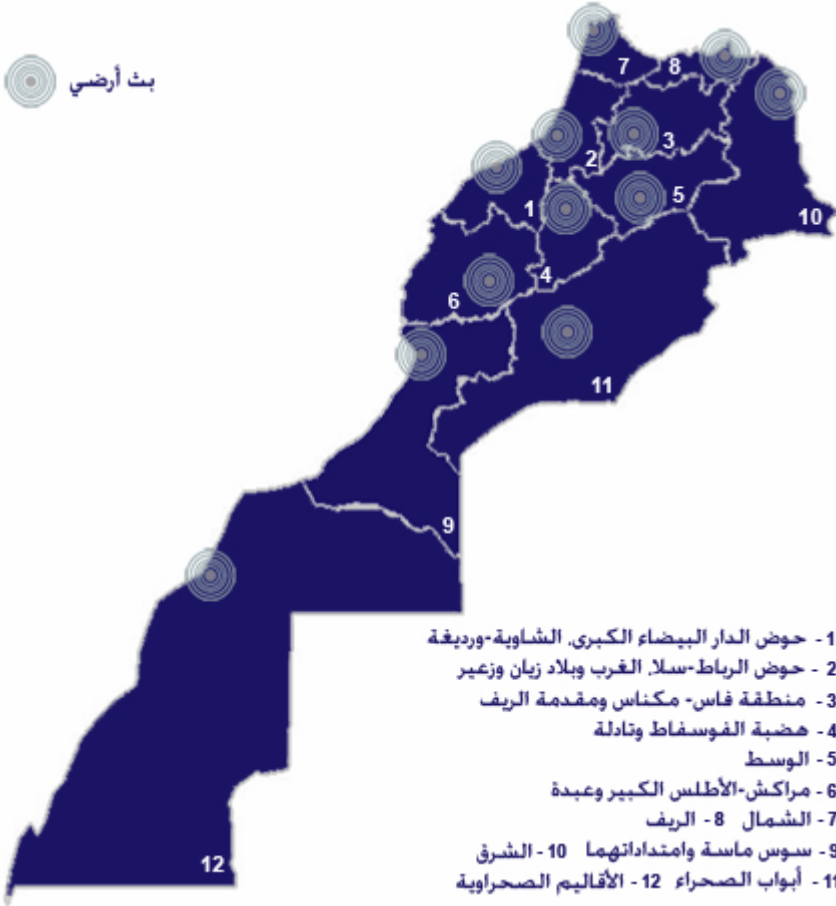 بث أرضي
7
8
3
2
5
1
10
4
6
11
9
1 - حوض الدار البيضاء الكبرى، الشاوية-ورديغة
2 - حوض الرباط-سلا، الغرب وبلاد زيان وزعير
3 - منطقة فاس- مكناس ومقدمة الريف
4 - هضبة الفوسفاط وتادلة
5 - الوسط
6 - مراكش-الأطلس الكبير وعبدة
7 - الشمال 8 - الريف
9 - سوس ماسة وامتداداتهما 10 - الشرق
11 - أبواب الصحراء 12 - الأقاليم الصحراوية
12